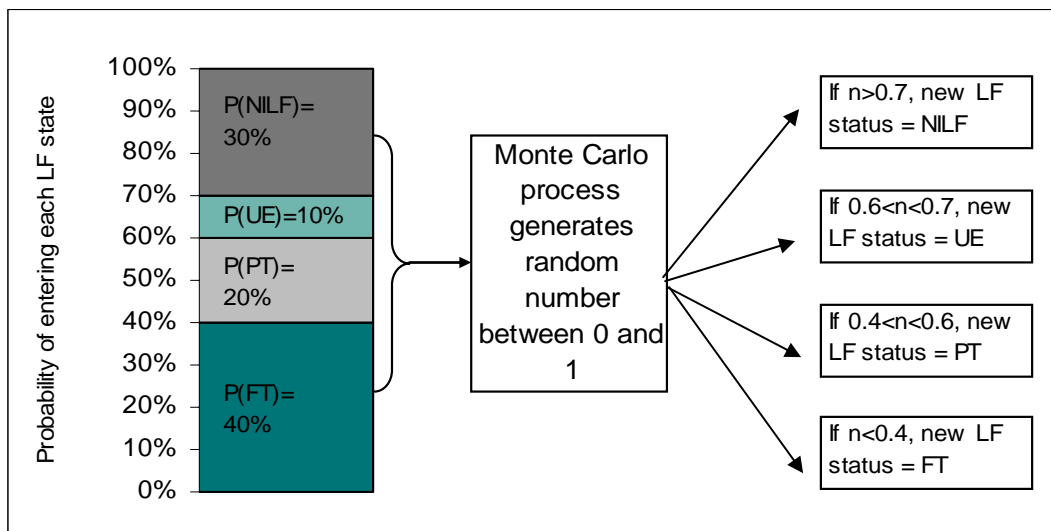 Probability of entering each LF state
100%
90%
80%
70%
60%
50%
40%
30%
20%
10%
0%
P(NILF)=
30%
P(UE)=10%
P(PT)=
20%
P(FT)=
40%
Monte Carlo
process
generates
random
number
between 0 and
1
If n>0.7, new LF
status = NILF
If 0.6<n<0.7, new
LF status = UE
If 0.4<n<0.6, new
LF status = PT
If n<0.4, new LF
status = FT